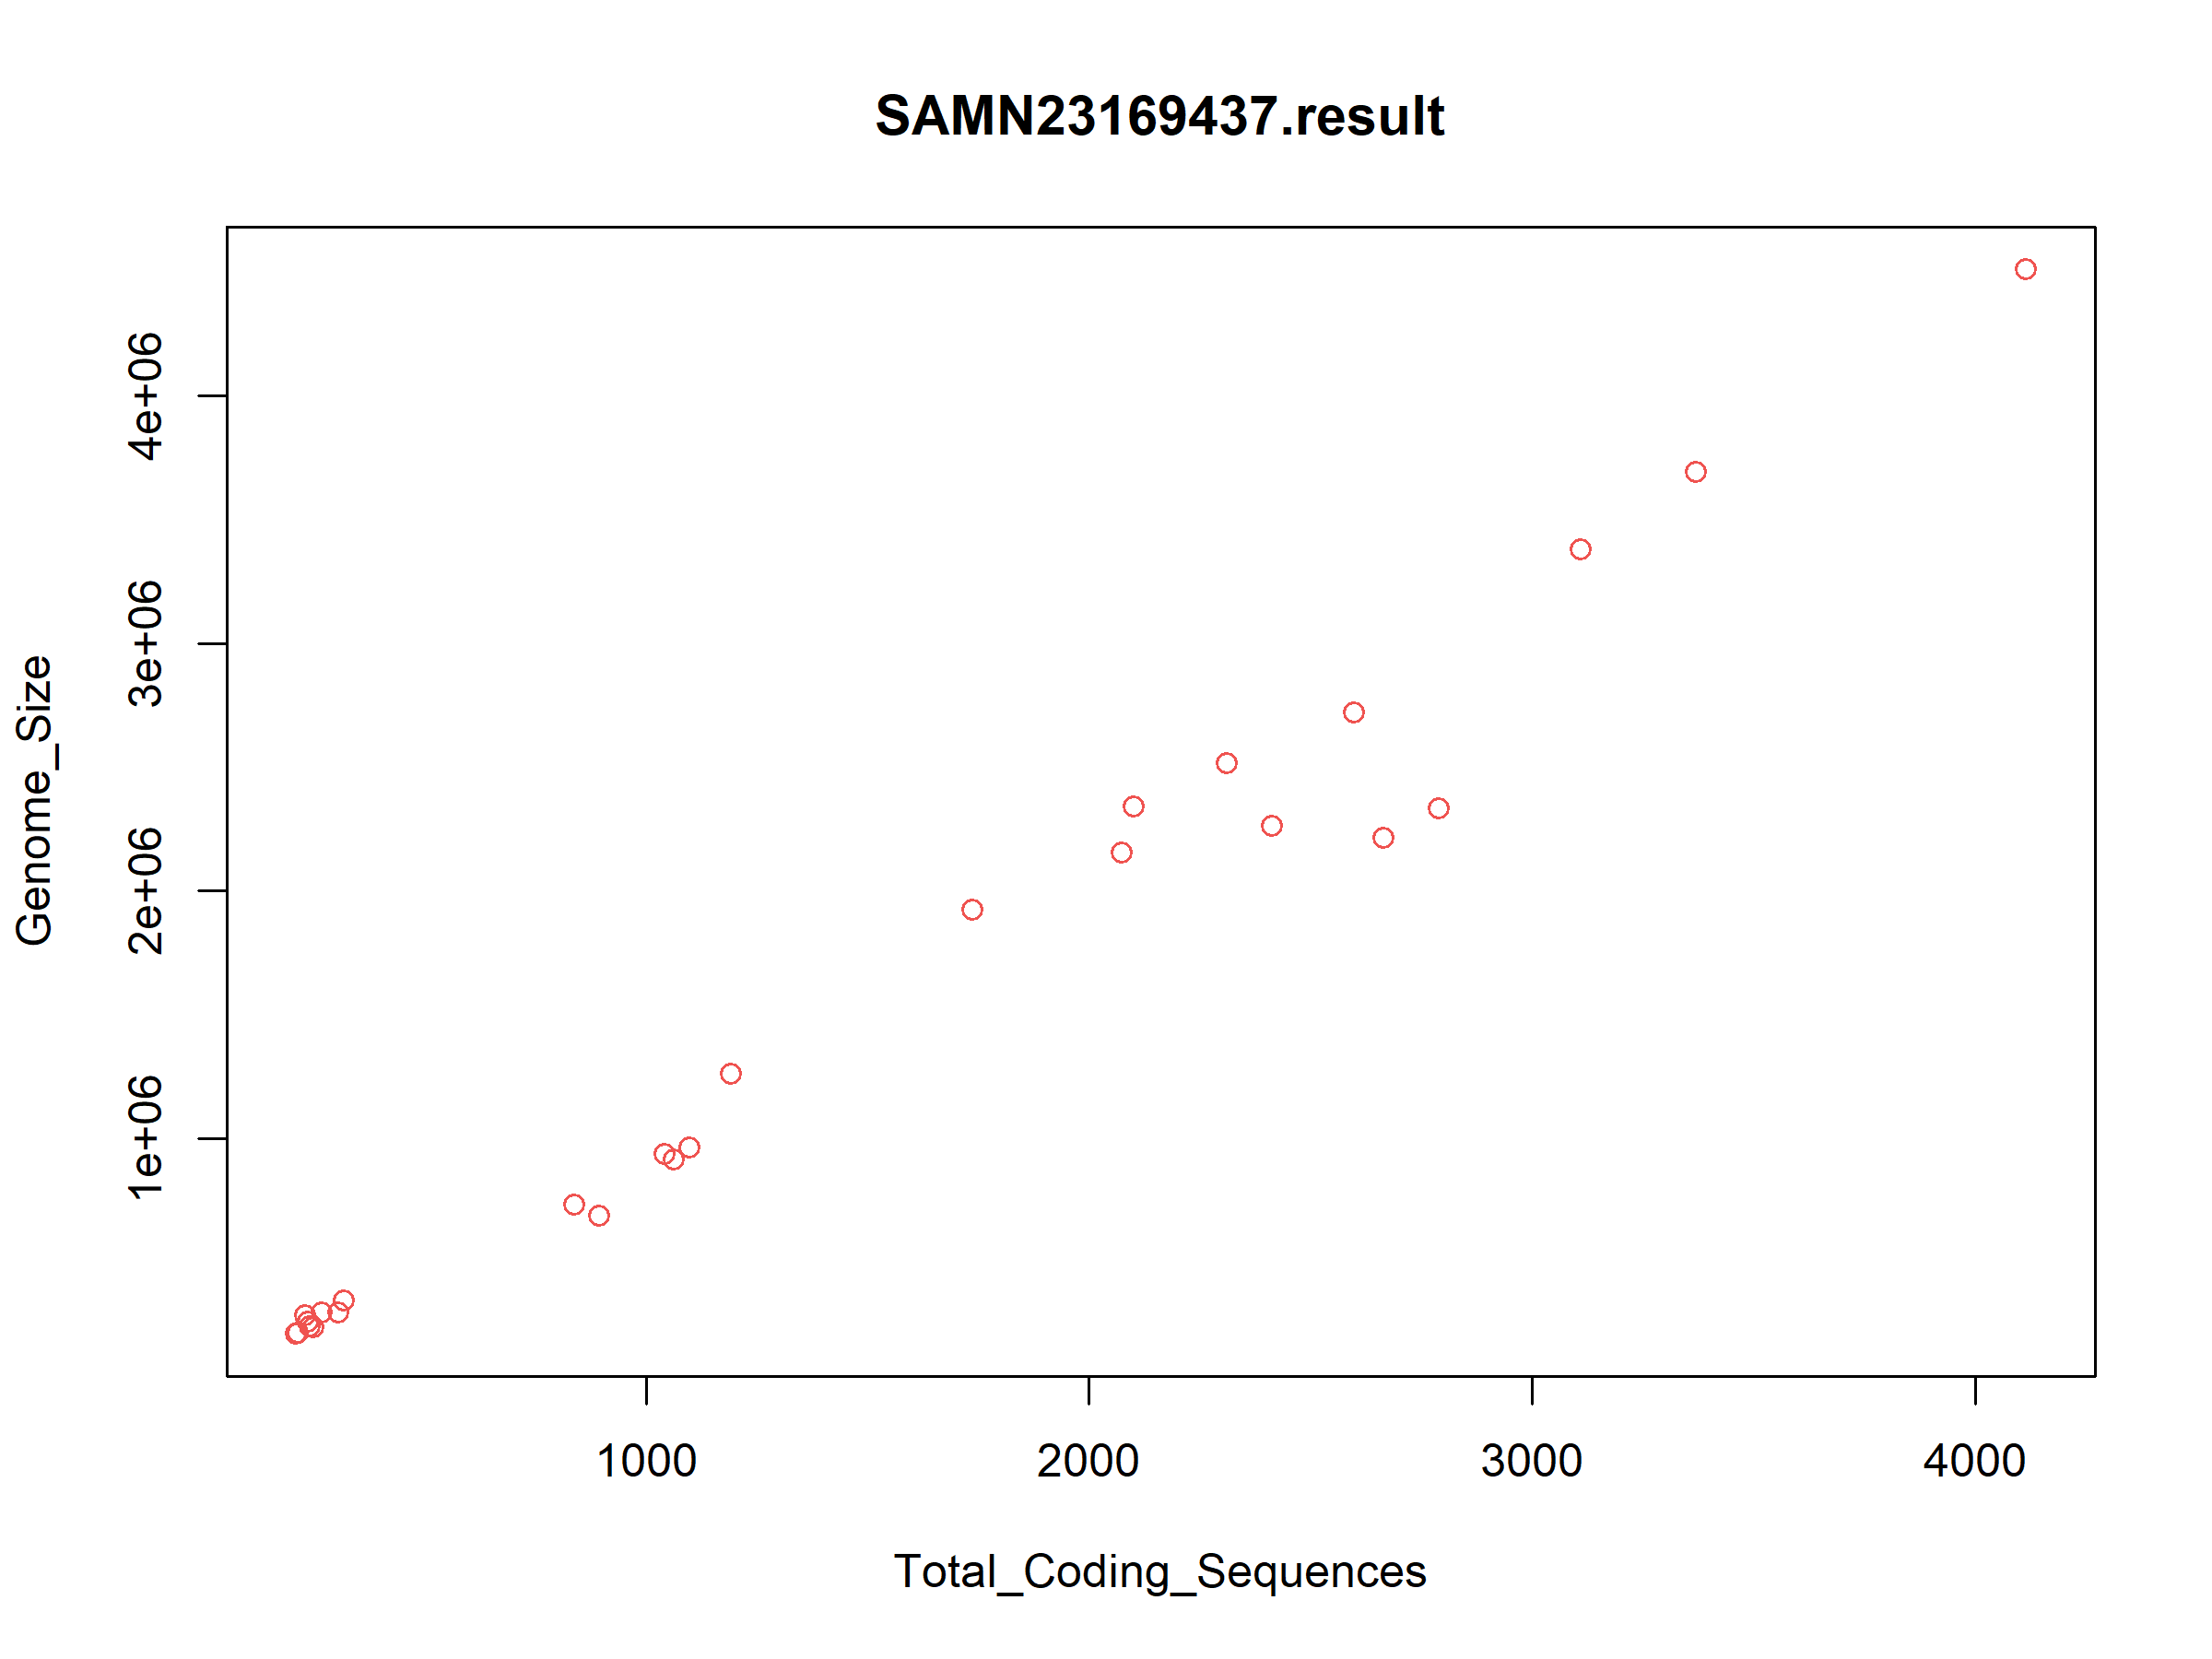 SAMN23169437.result
Genome_Size
4e+06
3e+06
2e+06
1e+06
1000
2000
3000
4000
Total_Coding_Sequences